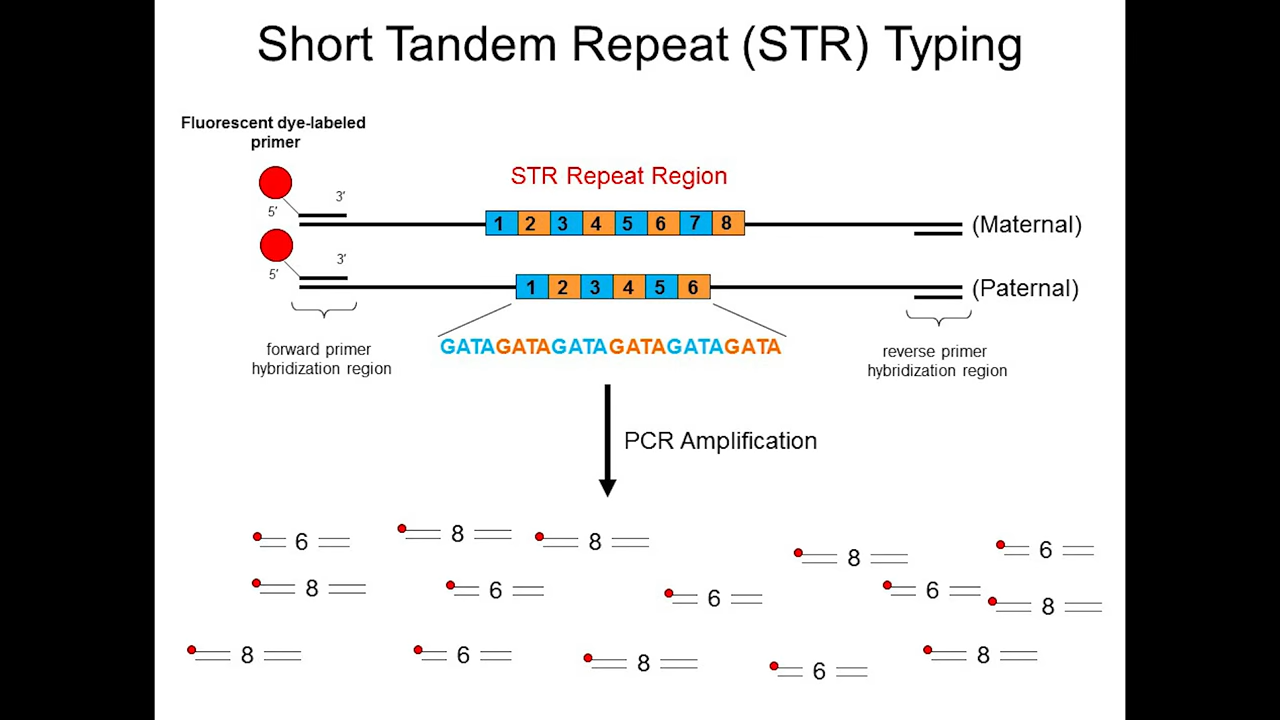 Short Tandem Repeat (STR) Typing
Fluorescent dye-labeled
primer
STR Repeat Region
3'
5'
1 2 3 4 5 6 7 8
(Maternal)
3'
5'
1 2 3 4 5 6
(Paternal)
GATAGATAGATAGATAGATAGATA
forward primer
hybridization region
reverse primer
hybridization region
PCR Amplification
6
8
8
8
6
8
6
6
6
8
8
6
8
6
8